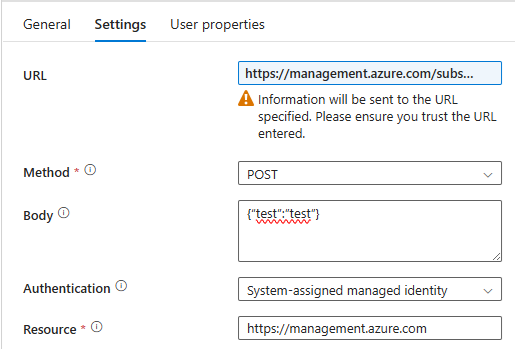 General Settings User properties
URL https://management.azure.com/subs...
Information will be sent to the URL
specified. Please ensure you trust the URL
entered.
Method * POST
Body {"test":"test"}
Authentication System-assigned managed identity
Resource * https://management.azure.com